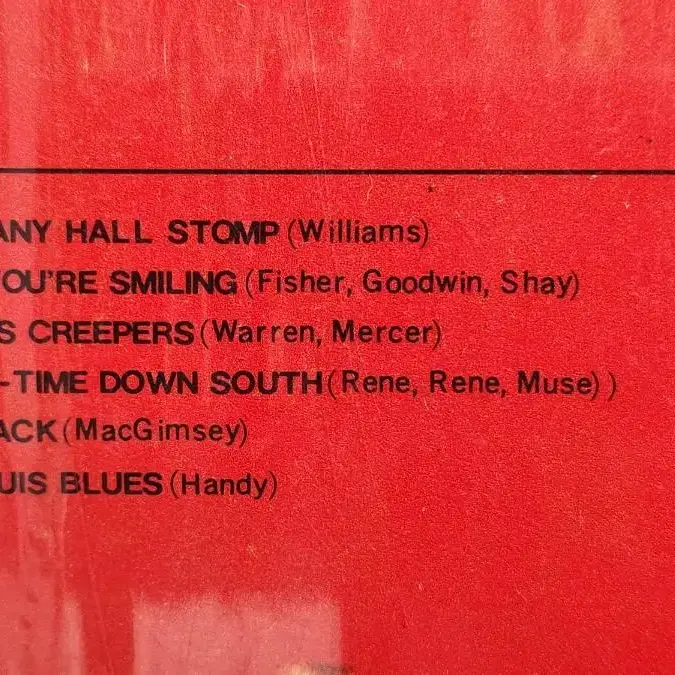 ANY HALL STOMP (Williams)
YOU'RE SMILING (Fisher, Goodwin, Shay)
S CREEPERS (Warren, Mercer)
-TIME DOWN SOUTH (Rene, Rene, Muse) )
ACK (MacGimsey)
UIS BLUES (Handy)